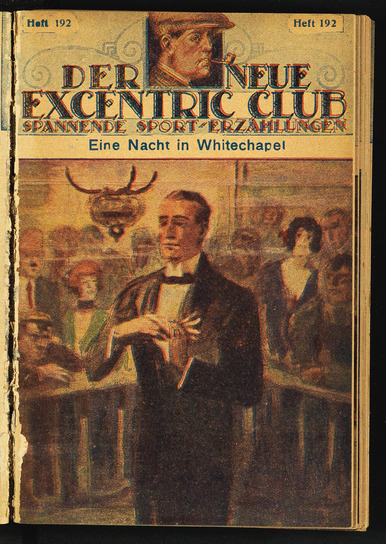 Heft 192
Heft 192
DER NEUE
EXCENTRIC CLUB
SPANNENDE SPORT-ERZÄHLUNGEN
Eine Nacht in Whitechapel